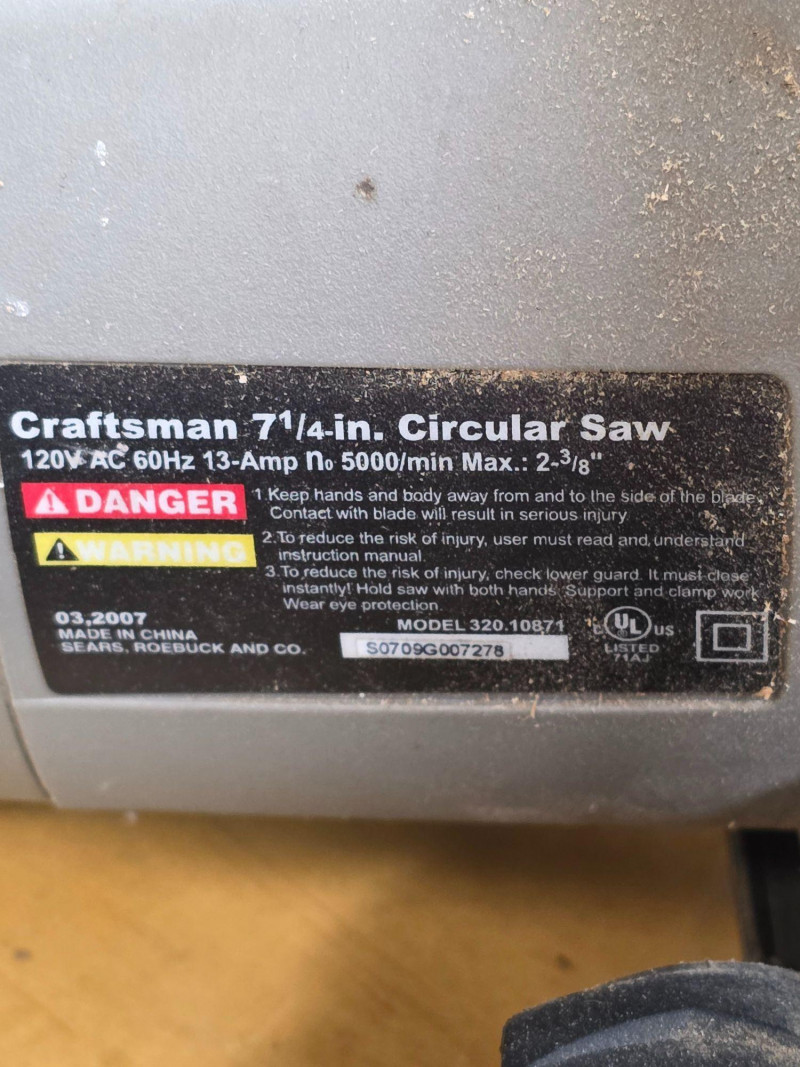 Craftsman 7 1/4-in. Circular Saw
120V AC 60Hz 13-Amp no 5000/min Max.: 2-3/8"
DANGER
WARNING
1.Keep hands and body away from and to the side of the blade.
Contact with blade will result in serious injury.
2.To reduce the risk of injury, user must read and understand
instruction manual.
3.To reduce the risk of injury, check lower guard. It must close
instantly! Hold saw with both hands. Support and clamp work.
Wear eye protection.
03,2007
MADE IN CHINA
SEARS, ROEBUCK AND CO.
MODEL 320.10871
S0709G007278
c UL US
LISTED
71AJ